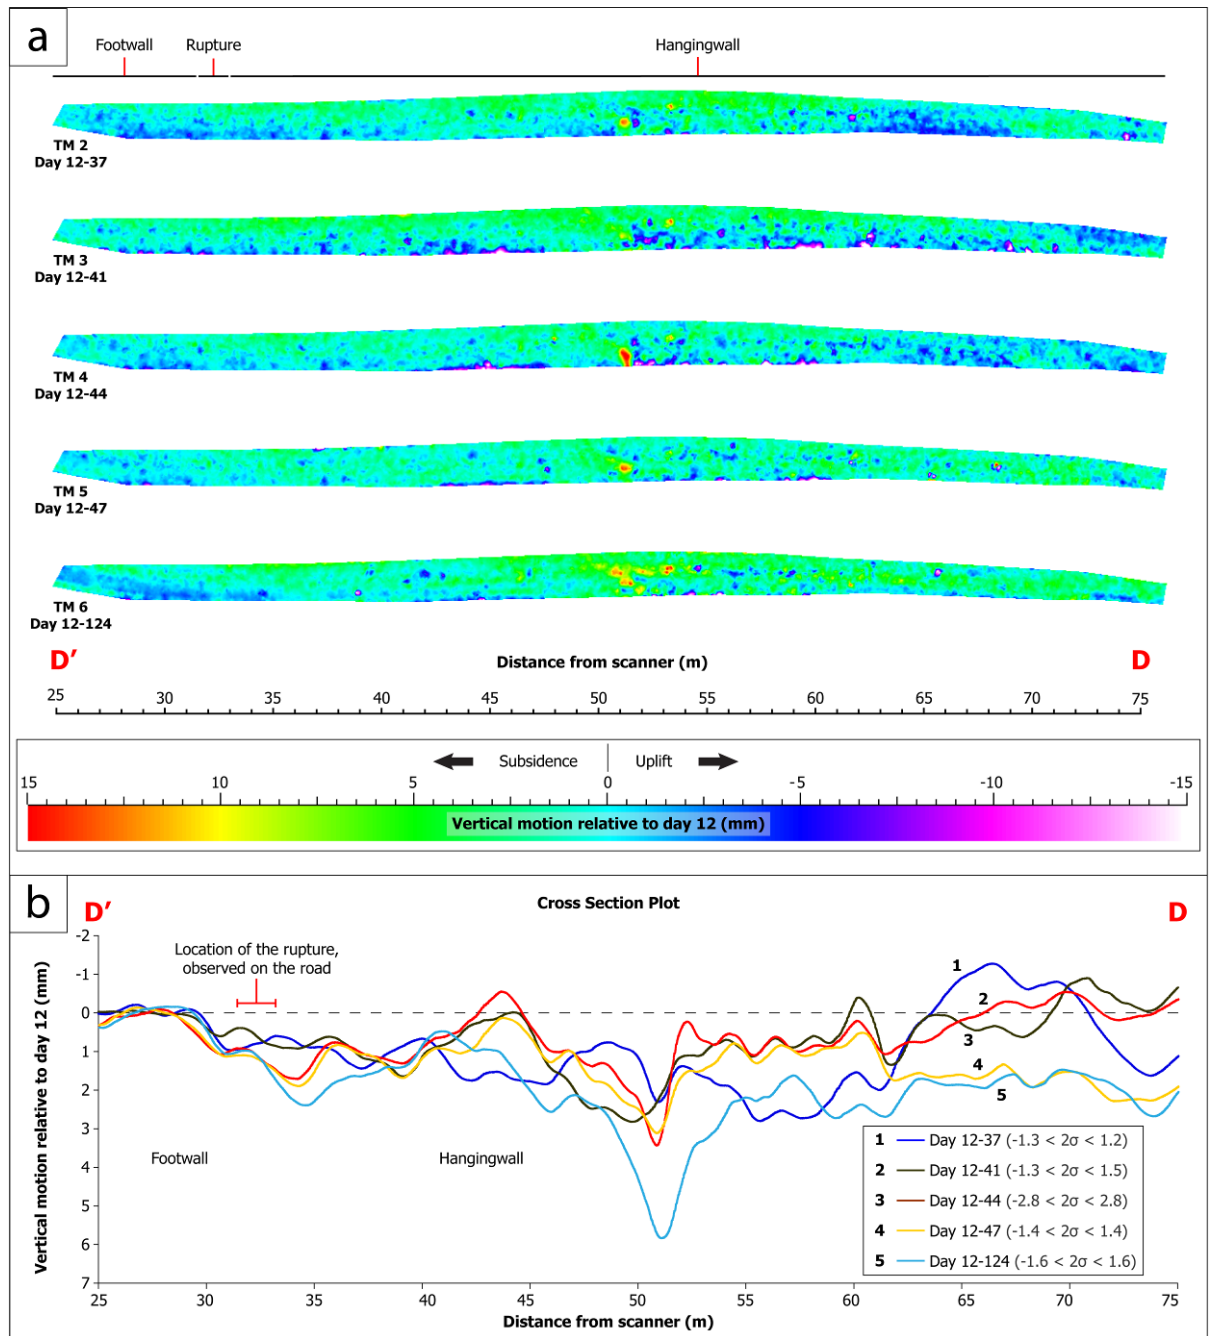 a
Footwall Rupture Hangingwall
TM 2
Day 12-37
TM 3
Day 12-41
TM 4
Day 12-44
TM 5
Day 12-47
TM 6
Day 12-124
D’ D
Distance from scanner (m)
25 30 35 40 45 50 55 60 65 70 75
Subsidence Uplift
15 10 5 0 -5 -10 -15
Vertical motion relative to day 12 (mm)
b
Cross Section Plot
D’ D
Location of the rupture,
observed on the road
Vertical motion relative to day 12 (mm)
-2
-1
0
1
2
3
4
5
6
7
1
2
3
4
5
Footwall Hangingwall
1 Day 12-37 (-1.3 < 2σ < 1.2)
2 Day 12-41 (-1.3 < 2σ < 1.5)
3 Day 12-44 (-2.8 < 2σ < 2.8)
4 Day 12-47 (-1.4 < 2σ < 1.4)
5 Day 12-124 (-1.6 < 2σ < 1.6)
25 30 35 40 45 50 55 60 65 70 75
Distance from scanner (m)